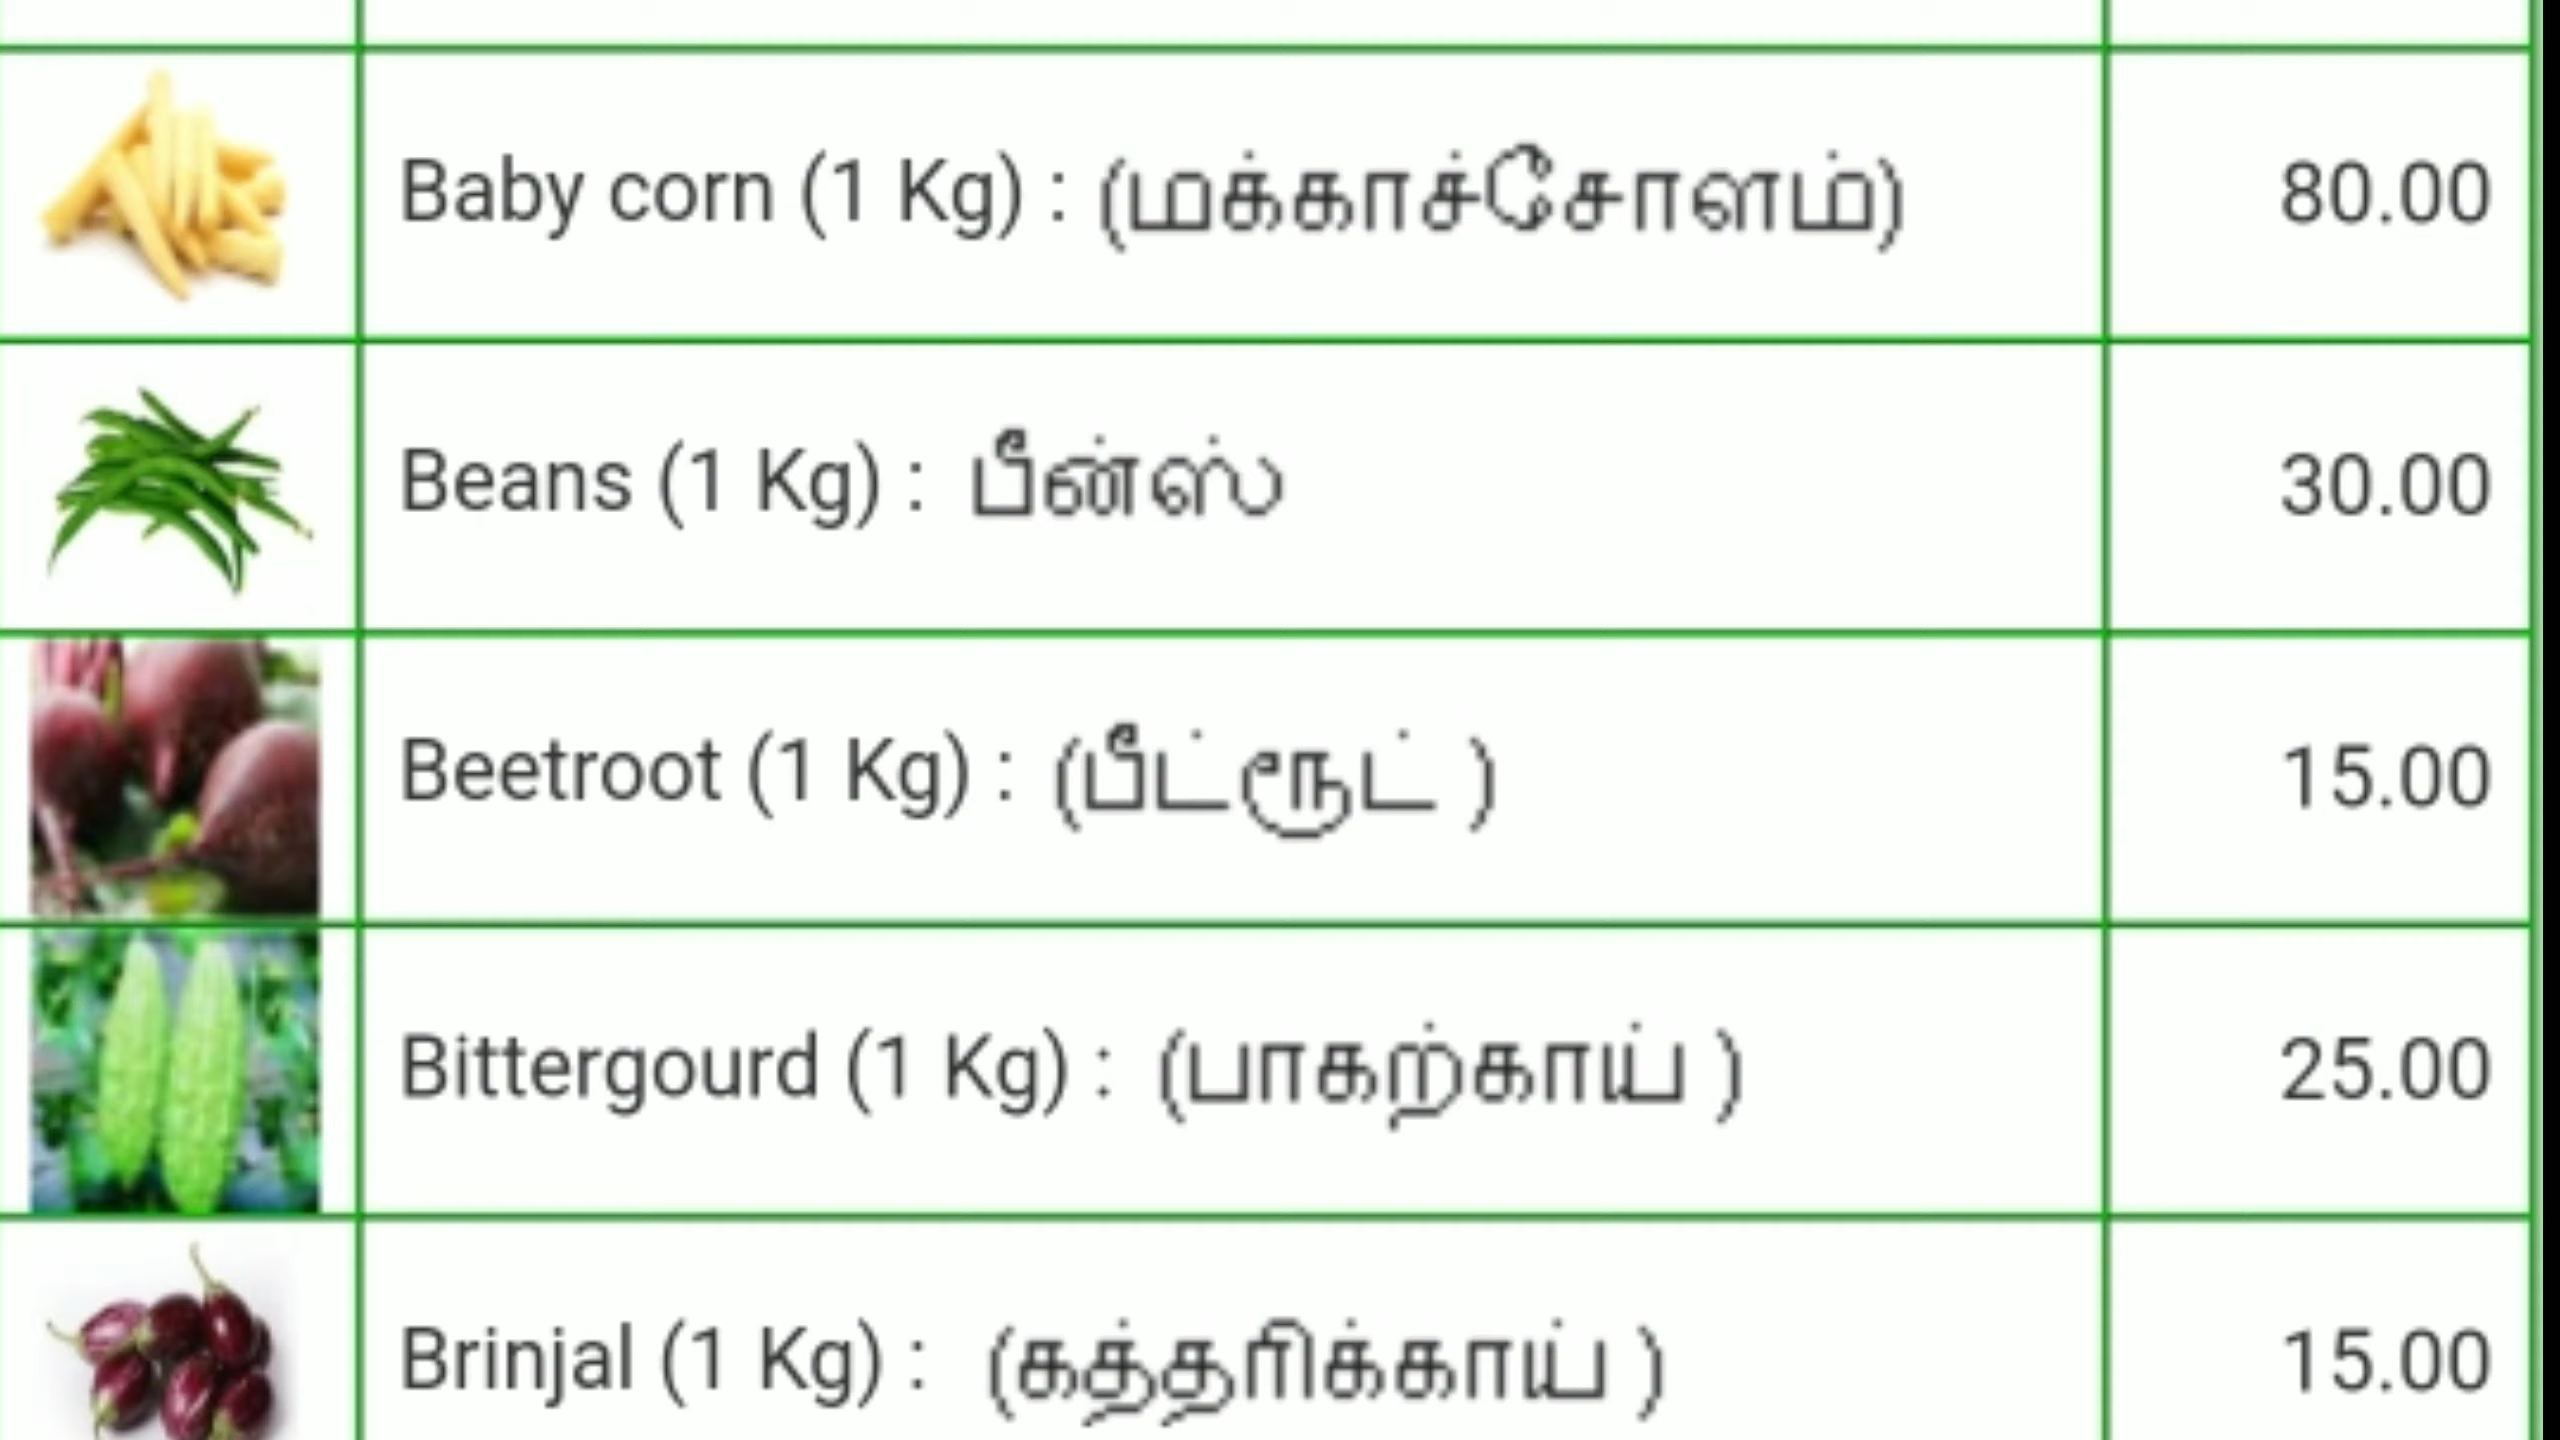 Baby corn (1 Kg) : (மக்காச்சோளம்) 80.00
Beans (1 Kg) : பீன்ஸ் 30.00
Beetroot (1 Kg) : (பீட்ரூட் ) 15.00
Bittergourd (1 Kg) : (பாகற்காய் ) 25.00
Brinjal (1 Kg) : (கத்தரிக்காய் ) 15.00